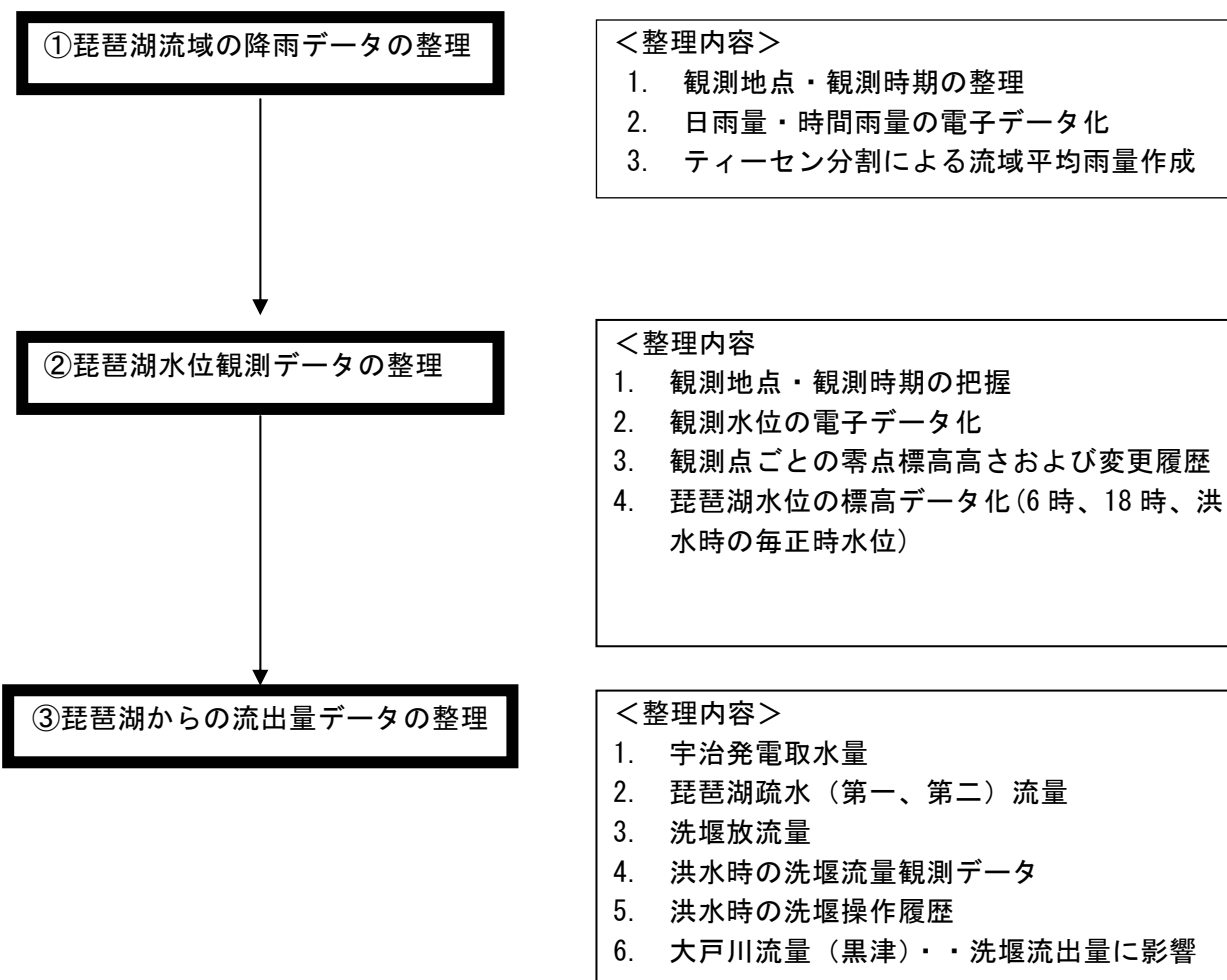 ①琵琶湖流域の降雨データの整理
＜整理内容＞
1. 観測地点・観測時期の整理
2. 日雨量・時間雨量の電子データ化
3. ティーセン分割による流域平均雨量作成
②琵琶湖水位観測データの整理
＜整理内容
1. 観測地点・観測時期の把握
2. 観測水位の電子データ化
3. 観測点ごとの零点標高高さおよび変更履歴
4. 琵琶湖水位の標高データ化(6 時、18 時、洪
水時の毎正時水位)
③琵琶湖からの流出量データの整理
＜整理内容＞
1. 宇治発電取水量
2. 琵琶湖疏水（第一、第二）流量
3. 洗堰放流量
4. 洪水時の洗堰流量観測データ
5. 洪水時の洗堰操作履歴
6. 大戸川流量（黒津）・・洗堰流出量に影響